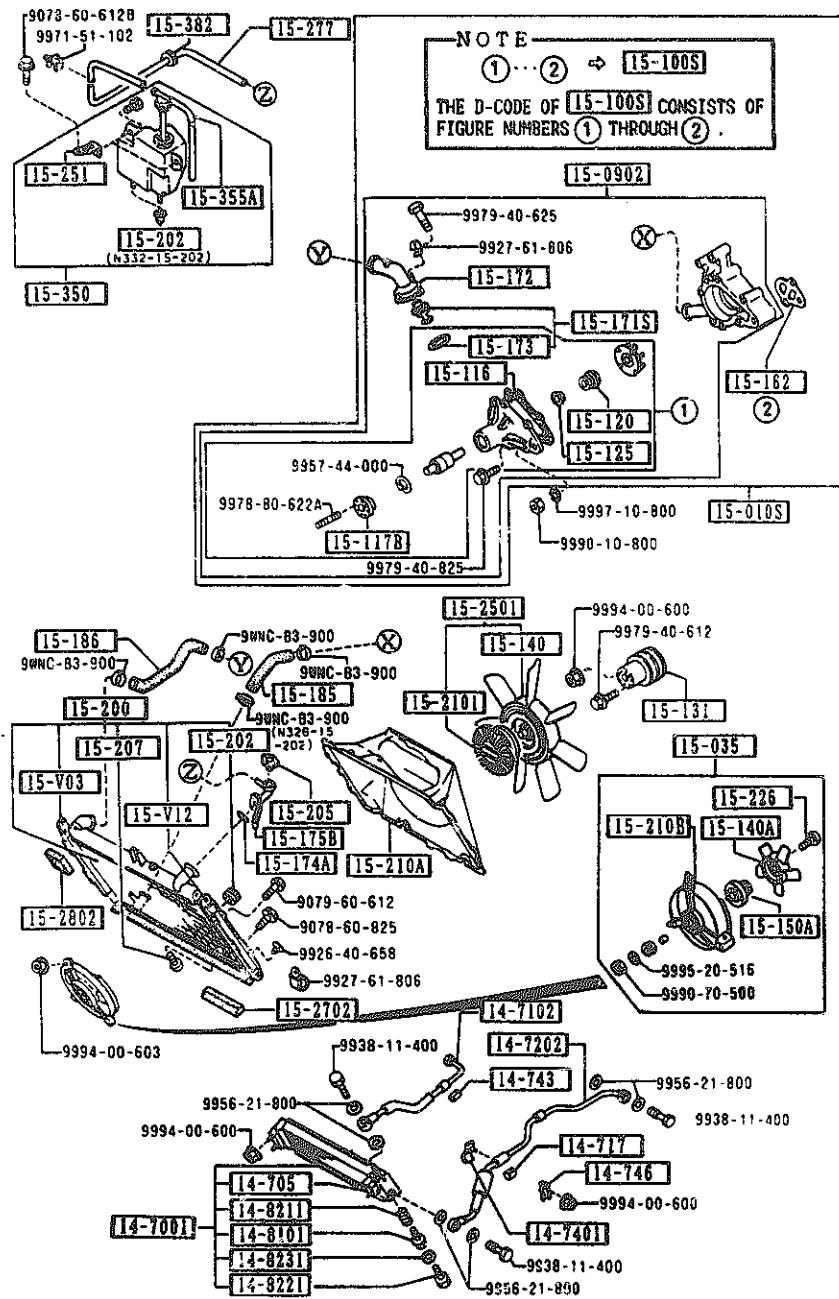 9073-60-612B
9971-51-102
15-382
15-277
Z
15-251
15-355A
15-202
(N332-15-202)
15-350
NOTE
1 ... 2 ⇨ 15-100S
THE D-CODE OF 15-100S CONSISTS OF
FIGURE NUMBERS 1 THROUGH 2 .
15-0902
9979-40-625
9927-61-606
Y
15-172
X
15-171S
15-173
15-116
15-162
2
15-120
1
15-125
9957-44-000
9978-80-622A
15-117B
9979-40-825
9997-10-800
9990-10-800
15-010S
15-186
9WNC-B3-900
9WNC-B3-900
Y
X
9WNC-B3-900
15-185
9WNC-B3-900
(N326-15
-202)
15-200
15-207
15-202
15-V03
Z
15-V12
15-205
15-175B
15-174A
15-210A
15-2802
9079-60-612
9078-60-825
9926-40-658
9927-61-806
15-2702
9994-00-603
15-2501
15-140
15-2101
9994-00-600
9979-40-612
15-131
15-035
15-226
15-210B
15-140A
15-150A
9995-20-516
9990-70-500
14-7102
9938-11-400
14-7202
14-743
9956-21-800
9956-21-800
9938-11-400
9994-00-600
14-717
14-746
9994-00-600
14-705
14-8211
14-7001
14-8101
14-7401
14-8231
14-8221
9938-11-400
9956-21-800